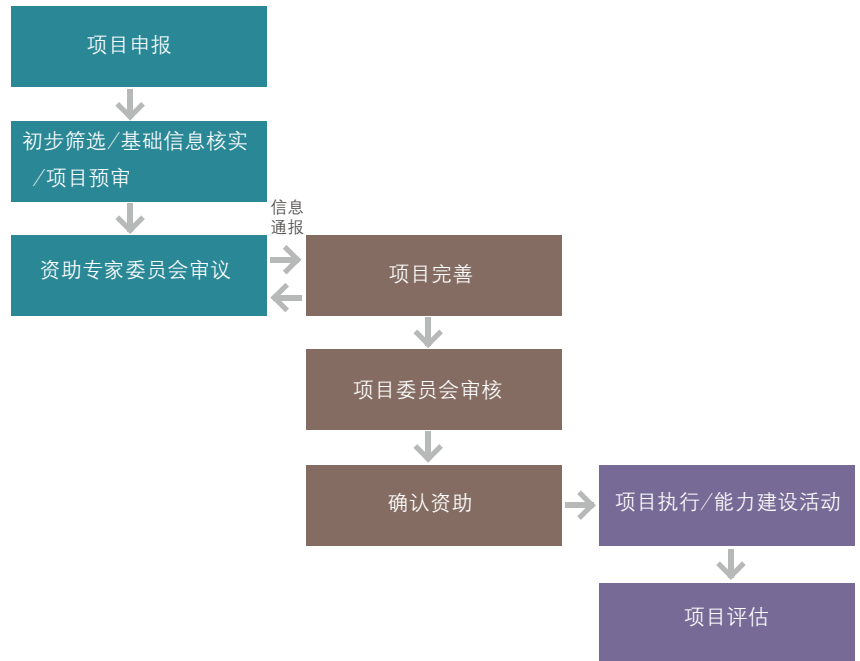 项目申报
初步筛选/基础信息核实
/项目预审
信息
通报
资助专家委员会审议
项目完善
项目委员会审核
确认资助
项目执行/能力建设活动
项目评估